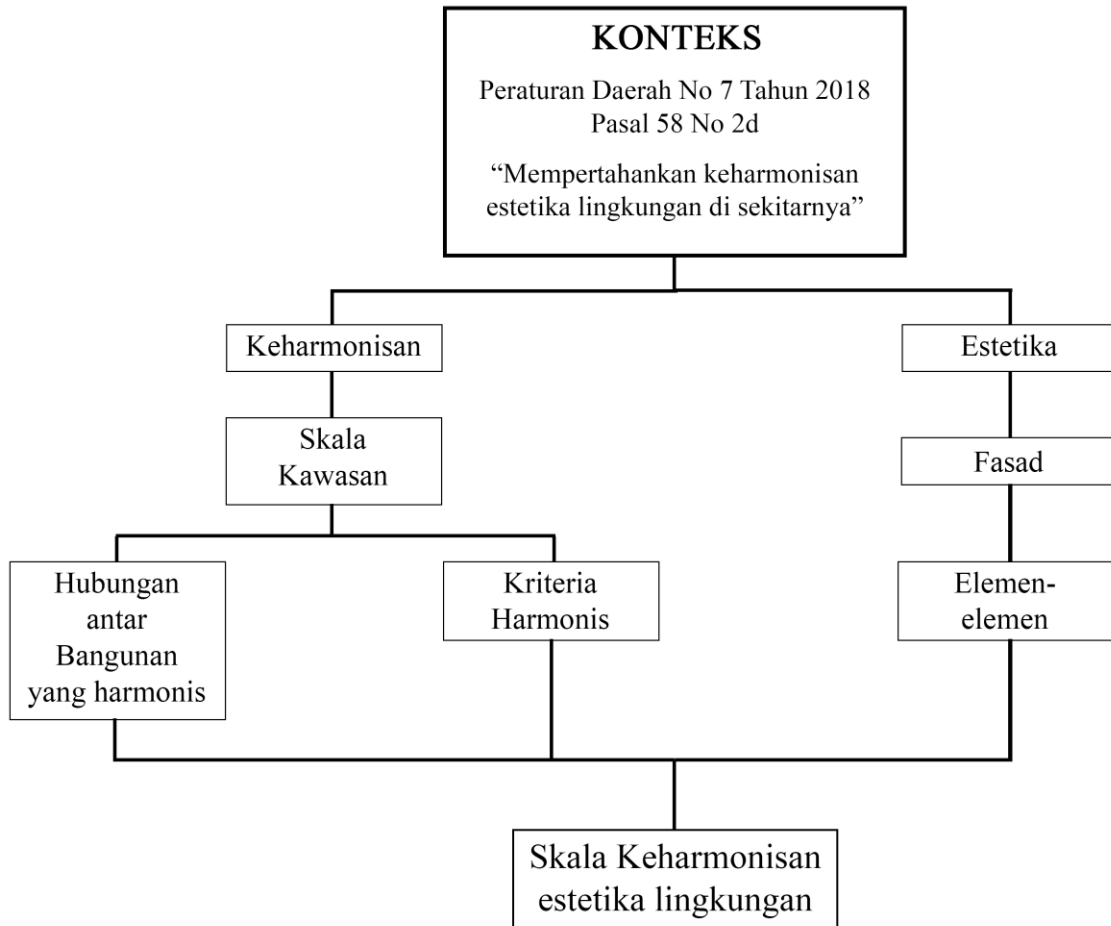 KONTEKS
Peraturan Daerah No 7 Tahun 2018
Pasal 58 No 2d
“Mempertahankan keharmonisan
estetika lingkungan di sekitarnya”
Keharmonisan
Estetika
Skala
Kawasan
Fasad
Hubungan
antar
Bangunan
yang harmonis
Kriteria
Harmonis
Elemen-
elemen
Skala Keharmonisan
estetika lingkungan